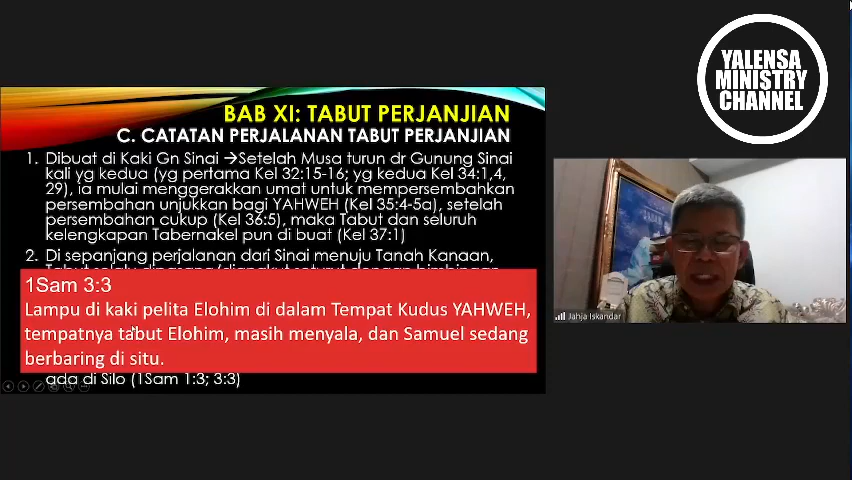 YALENSA
MINISTRY
CHANNEL
BAB XI: TABUT PERJANJIAN
C. CATATAN PERJALANAN TABUT PERJANJIAN
1. Dibuat di Kaki Gn Sinai →Setelah Musa turun dr Gunung Sinai
kali yg kedua (yg pertama Kel 32:15-16; yg kedua Kel 34:1,4,
29), ia mulai menggerakkan umat untuk mempersembahkan
persembahan unjukkan bagi YAHWEH (Kel 35:4-5a), setelah
persembahan cukup (Kel 36:5), maka Tabut dan seluruh
kelengkapan Tabernakel pun di buat (Kel 37:1)
2. Di sepanjang perjalanan dari Sinai menuju Tanah Kanaan,
1Sam 3:3
Lampu di kaki pelita Elohim di dalam Tempat Kudus YAHWEH,
tempatnya tabut Elohim, masih menyala, dan Samuel sedang
berbaring di situ.
ada di Silo (1Sam 1:3; 3:3)
Jahja Iskandar